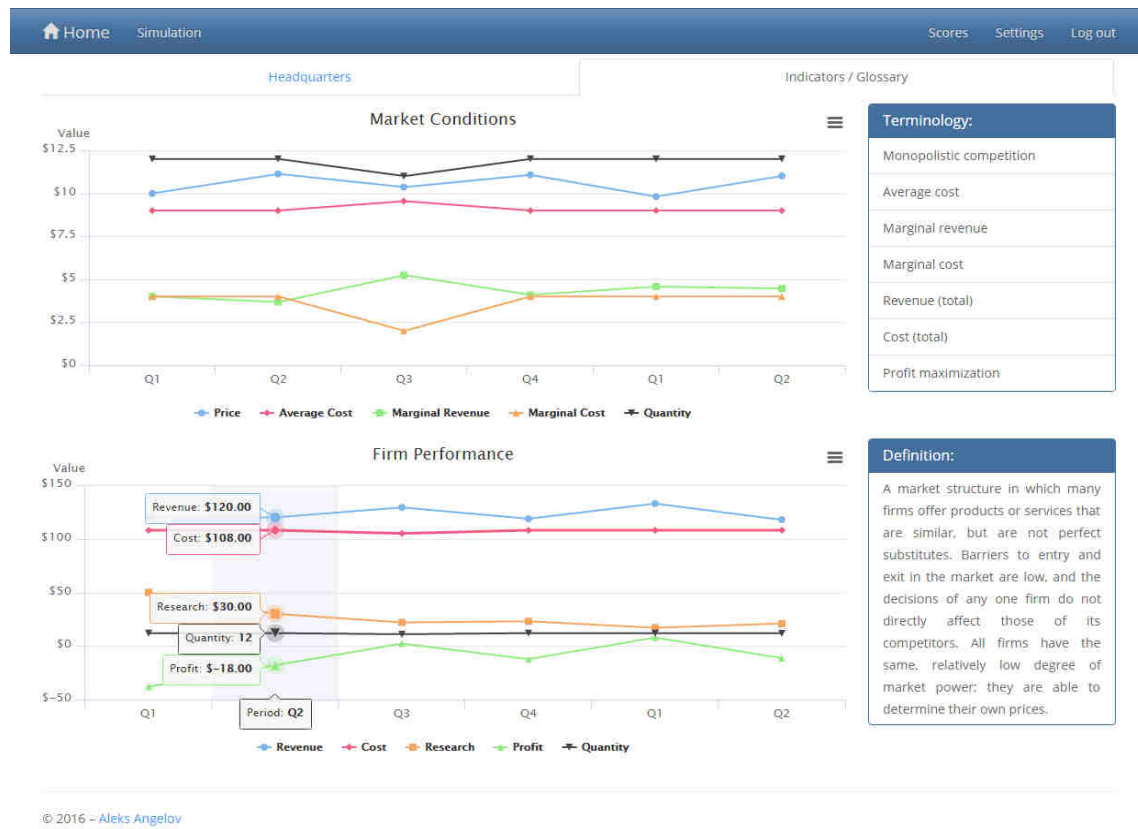 Home Simulation Scores Settings Log out
Headquarters Indicators / Glossary
Market Conditions
Value
$12.5
$10
$7.5
$5
$2.5
$0
Q1 Q2 Q3 Q4 Q1 Q2
Price Average Cost Marginal Revenue Marginal Cost Quantity
Terminology:
Monopolistic competition
Average cost
Marginal revenue
Marginal cost
Revenue (total)
Cost (total)
Profit maximization
Firm Performance
Value
$150
$100
$50
$0
$-50
Revenue: $120.00
Cost: $108.00
Research: $30.00
Quantity: 12
Profit: $-18.00
Q1 Period: Q2 Q3 Q4 Q1 Q2
Revenue Cost Research Profit Quantity
Definition:
A market structure in which many
firms offer products or services that
are similar, but are not perfect
substitutes. Barriers to entry and
exit in the market are low, and the
decisions of any one firm do not
directly affect those of its
competitors. All firms have the
same, relatively low degree of
market power; they are able to
determine their own prices.
© 2016 – Aleks Angelov